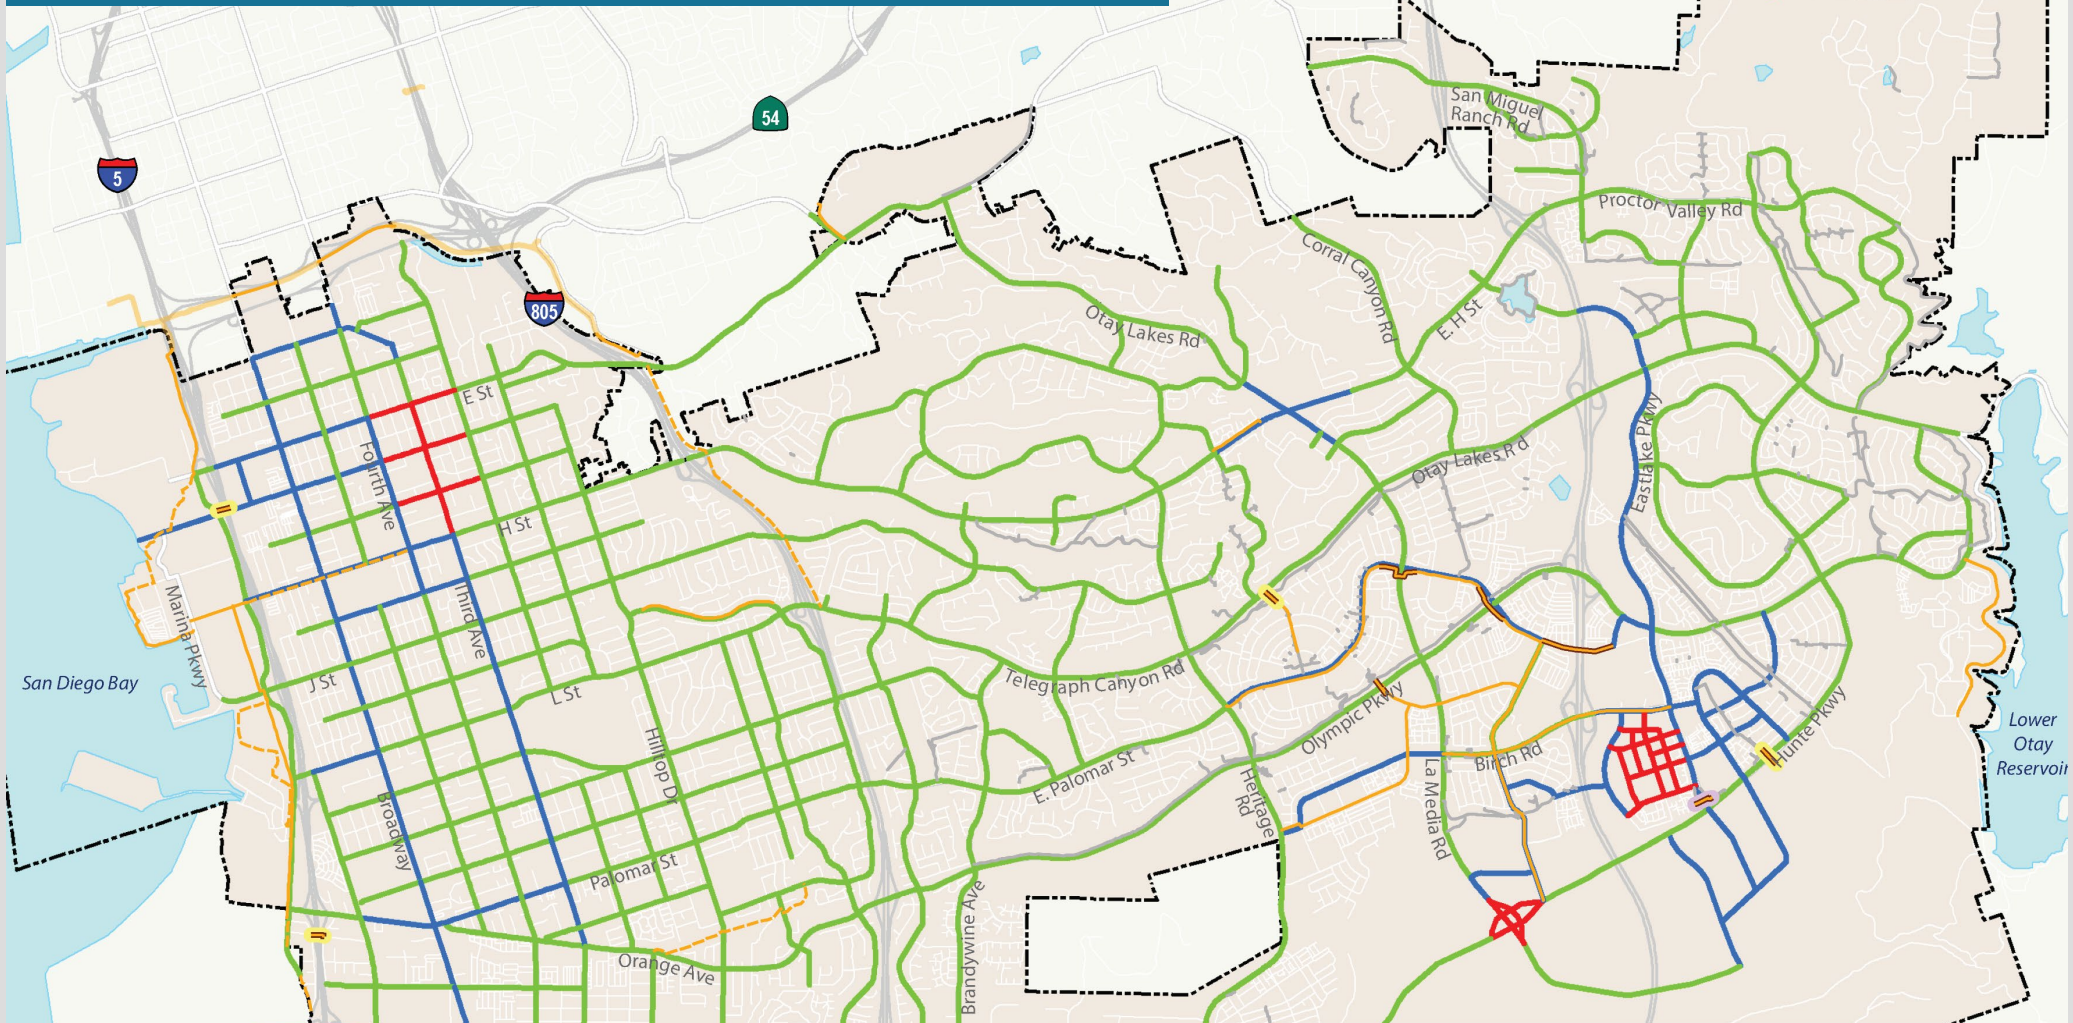 54
5
805
San Miguel
Ranch Rd
Proctor Valley Rd
Corral Canyon Rd
E. H St
Otay Lakes Rd
E St
Fourth Ave
H St
Otay Lakes R d
Eastlake Pkwy
Marina Pkwy
Third Ave
San Diego Bay
J St
L St
Telegraph Canyon Rd
Hilltop Dr
Olympic Pkwy
Hunte Pkwy
Lower
Otay
Reservoir
Birch Rd
E. Palomar St
Heritage
Rd
La Media Rd
Broadway
Palomar St
Brandywine Ave
Orange Ave